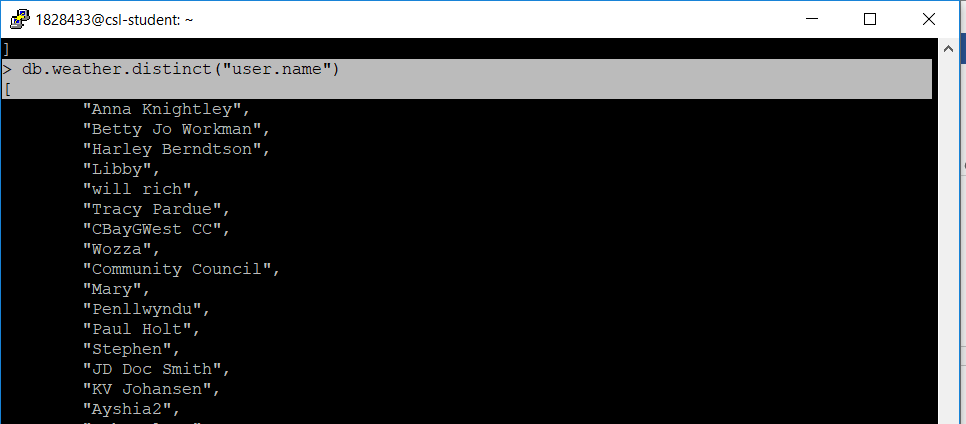 1828433@csl-student: ~
]
> db.weather.distinct("user.name")
[
"Anna Knightley",
"Betty Jo Workman",
"Harley Berndtson",
"Libby",
"will rich",
"Tracy Pardue",
"CBayGWest CC",
"Wozza",
"Community Council",
"Mary",
"Penllwyndu",
"Paul Holt",
"Stephen",
"JD Doc Smith",
"KV Johansen",
"Ayshia2",